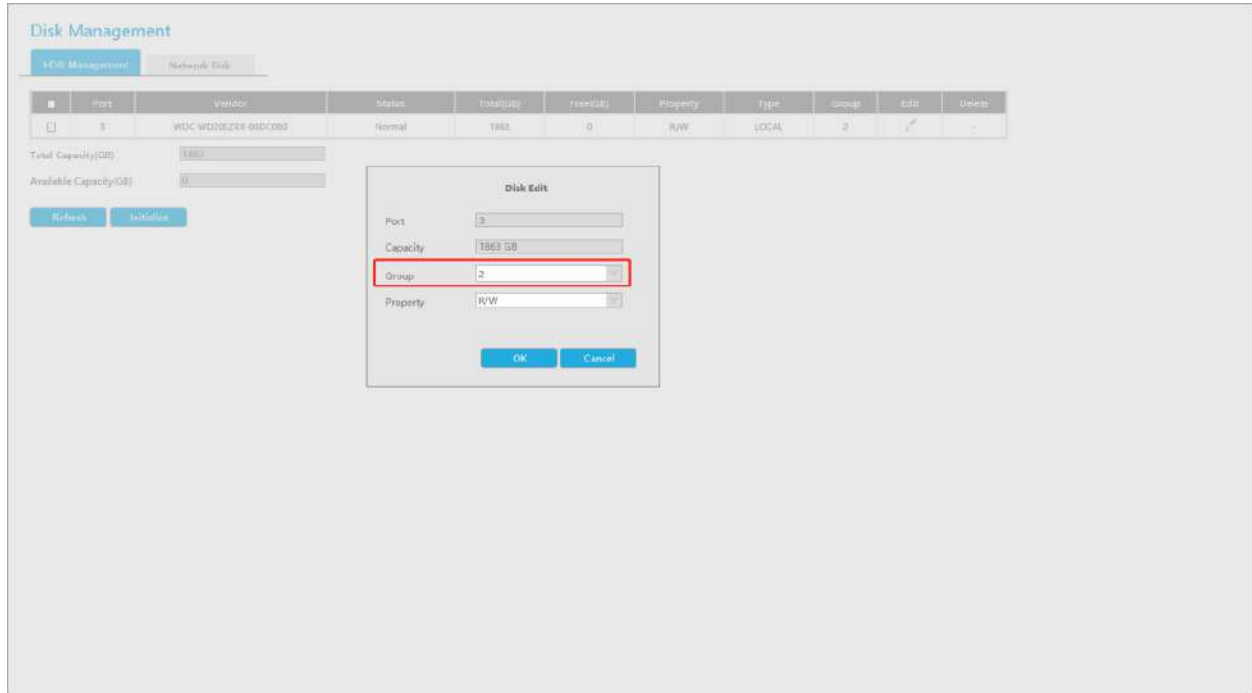 Disk Management
HDD Management Network Disk
Port Vendor Status Total(GB) Free(GB) Property Type Group Edit Delete
3 Normal 1863 0 R/W LOCAL 2 -
Total Capacity(GB) 1863
Available Capacity(GB) 0
Refresh Initialize
Disk Edit
Port 3
Capacity 1863 GB
Group 2
Property R/W
OK Cancel